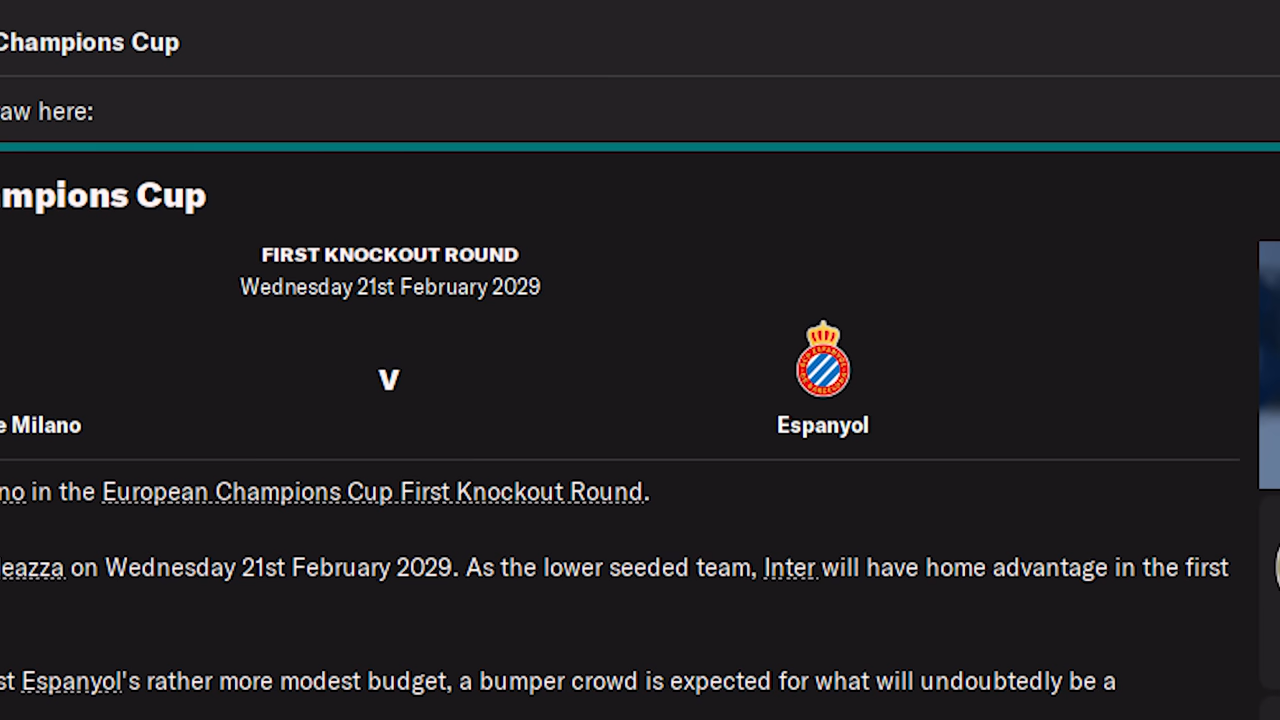 Champions Cup
aw here:
mpions Cup
FIRST KNOCKOUT ROUND
Wednesday 21st February 2029
v
e Milano
Espanyol
no in the European Champions Cup First Knockout Round.
eazza on Wednesday 21st February 2029. As the lower seeded team, Inter will have home advantage in the first
st Espanyol's rather more modest budget, a bumper crowd is expected for what will undoubtedly be a